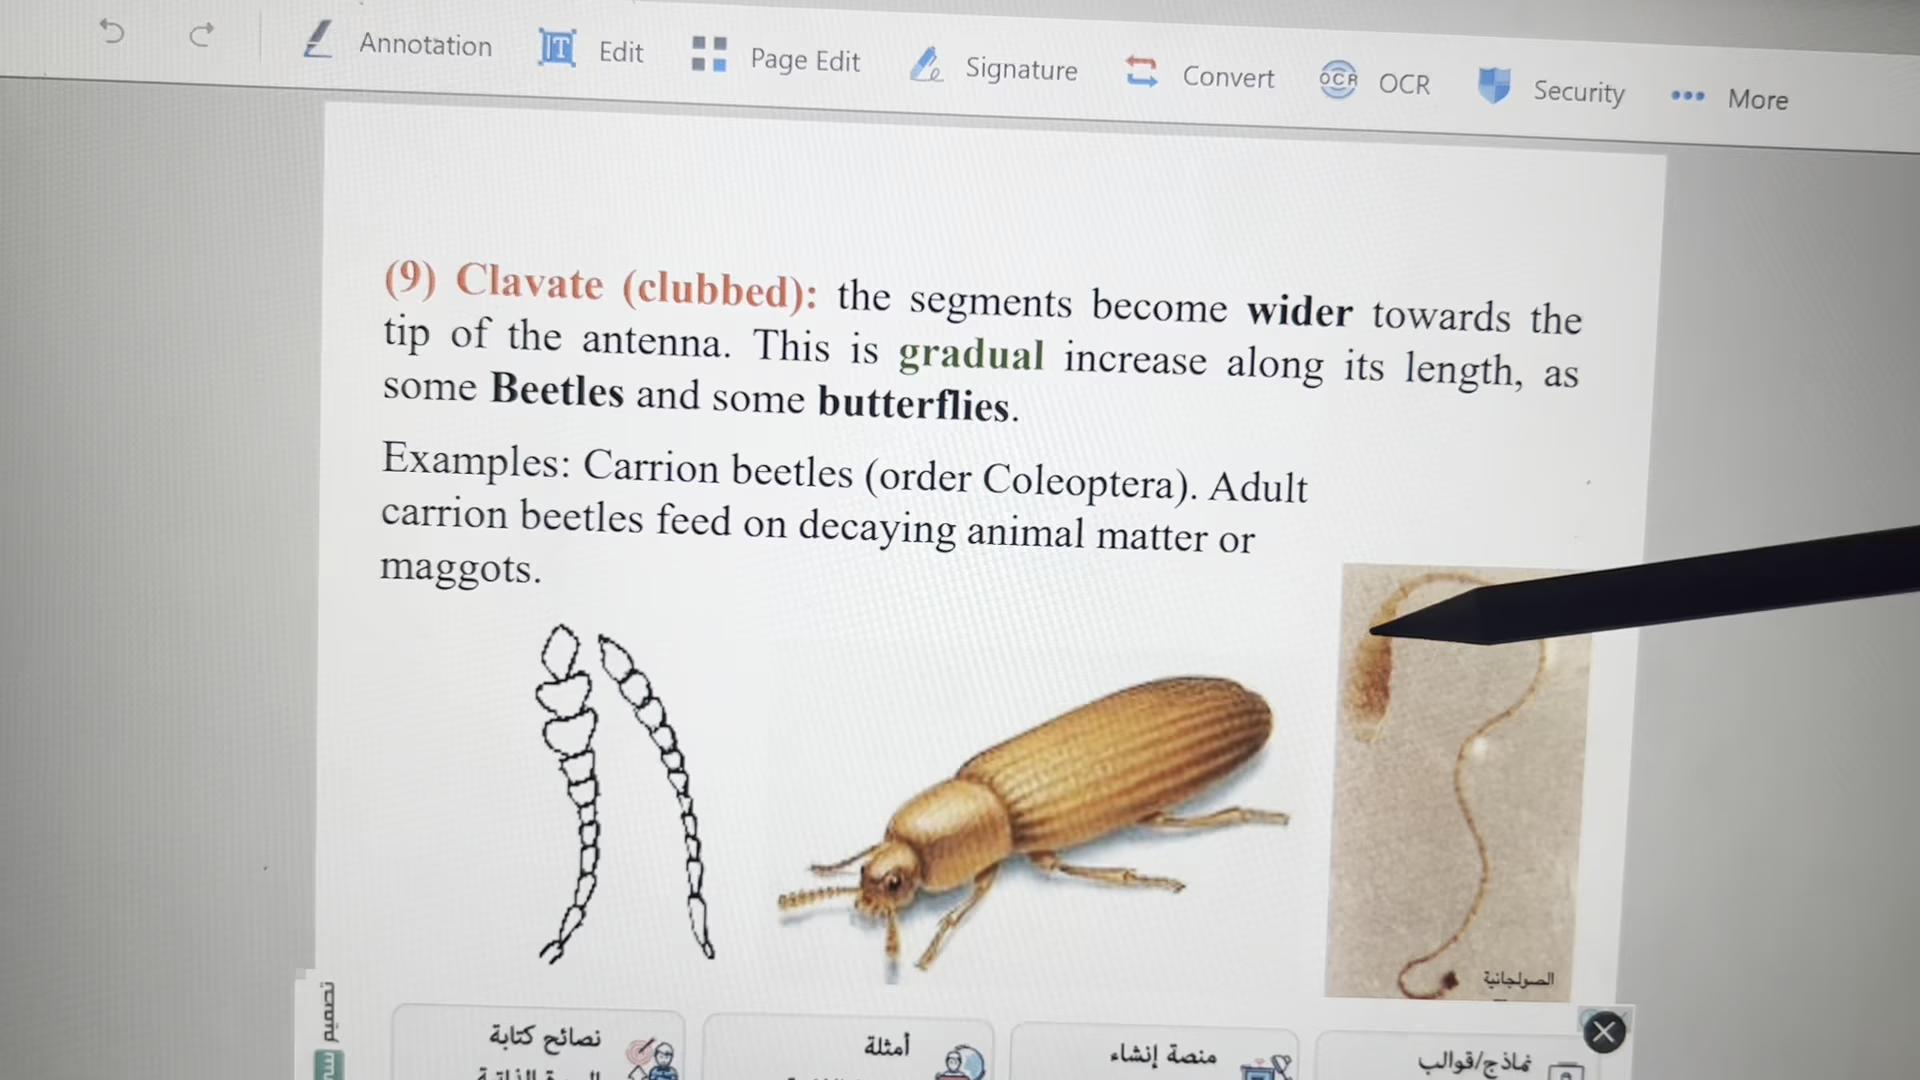 Annotation
Edit
Page Edit
Signature
Convert
OCR
OCR
Security
More
(9) Clavate (clubbed): the segments become wider towards the
tip of the antenna. This is gradual increase along its length, as
some Beetles and some butterflies.
Examples: Carrion beetles (order Coleoptera). Adult
carrion beetles feed on decaying animal matter or
maggots.
الصولجانية
تصميم
نصائح كتابة
أمثلة
منصة إنشاء
نماذج/قوالب